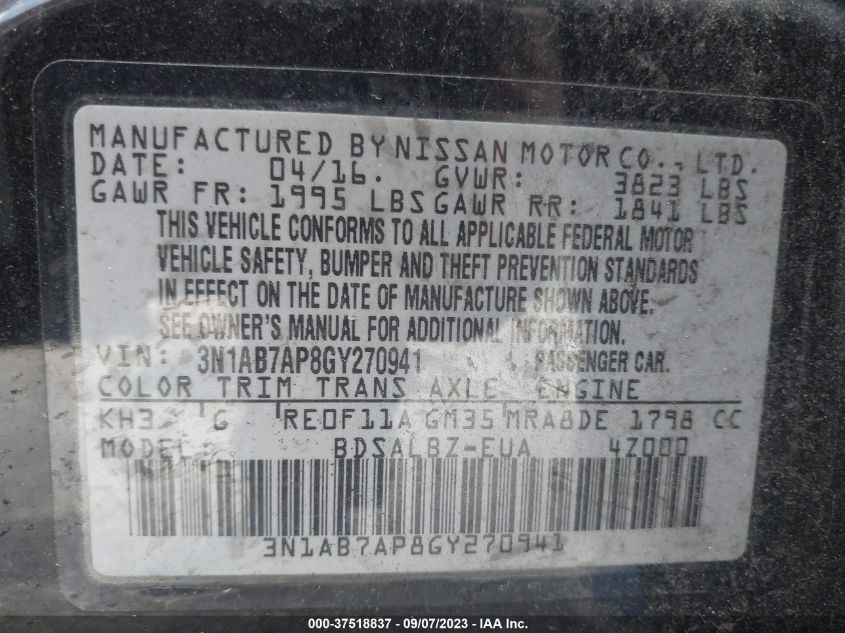 MANUFACTURED BY NISSAN MOTOR CO., LTD.
DATE: 04/16. GVWR: 3823 LBS
GAWR FR: 1995 LBS GAWR RR: 1841 LBS
THIS VEHICLE CONFORMS TO ALL APPLICABLE FEDERAL MOTOR
VEHICLE SAFETY, BUMPER AND THEFT PREVENTION STANDARDS
IN EFFECT ON THE DATE OF MANUFACTURE SHOWN ABOVE.
SEE OWNER'S MANUAL FOR ADDITIONAL INFORMATION.
VIN: 3N1AB7AP8GY270941 PASSENGER CAR.
COLOR TRIM TRANS AXLE ENGINE
KH3 G RE0F11A GM35 MRA8DE 1798 CC
MODEL: BDSALBZ-EUA 4Z000
3N1AB7AP8GY270941
000-37518837 - 09/07/2023 - © IAA, Inc.